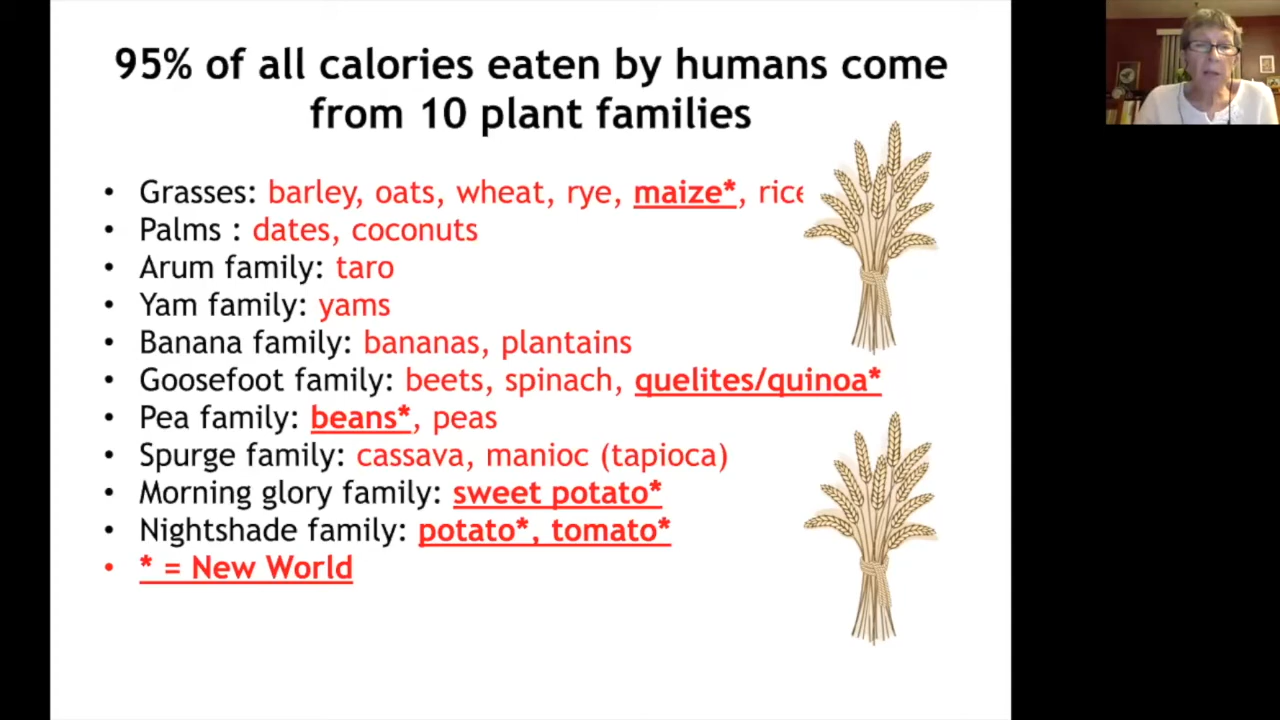 95% of all calories eaten by humans come
from 10 plant families
• Grasses: barley, oats, wheat, rye, maize*, rice
• Palms : dates, coconuts
• Arum family: taro
• Yam family: yams
• Banana family: bananas, plantains
• Goosefoot family: beets, spinach, quelites/quinoa*
• Pea family: beans*, peas
• Spurge family: cassava, manioc (tapioca)
• Morning glory family: sweet potato*
• Nightshade family: potato*, tomato*
• * = New World